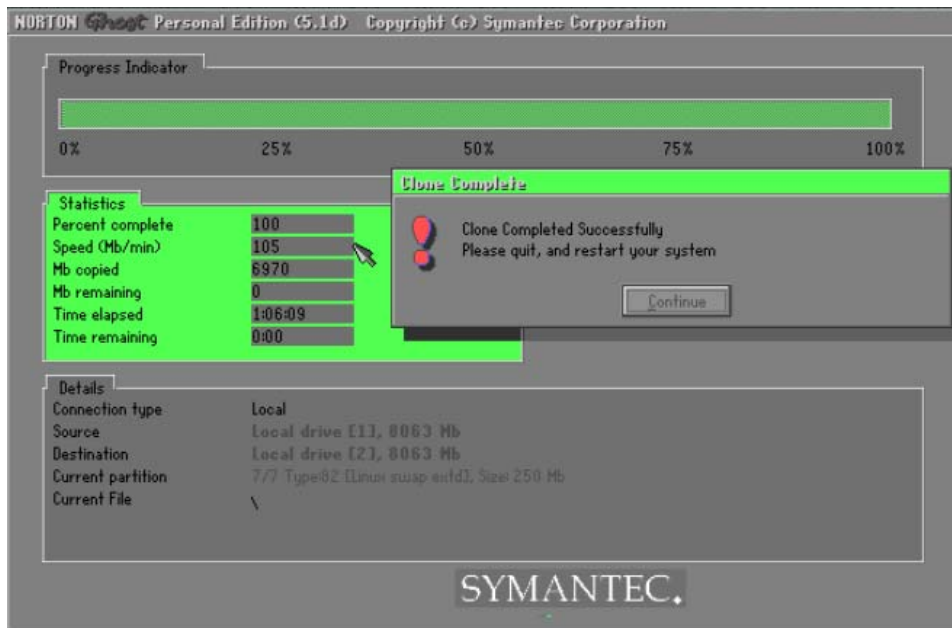 NORTON Ghost Personal Edition (5.1d) Copyright (c) Symantec Corporation
Progress Indicator
0% 25% 50% 75% 100%
Clone Complete
Clone Completed Successfully
Please quit, and restart your system
Continue
Statistics
Percent complete 100
Speed (Mb/min) 105
Mb copied 6970
Mb remaining 0
Time elapsed 1:06:09
Time remaining 0:00
Details
Connection type Local
Source Local drive [1], 8063 Mb
Destination Local drive [2], 8063 Mb
Current partition 7/7 Type:82 [Linux swap extd], Size: 250 Mb
Current File \
SYMANTEC.